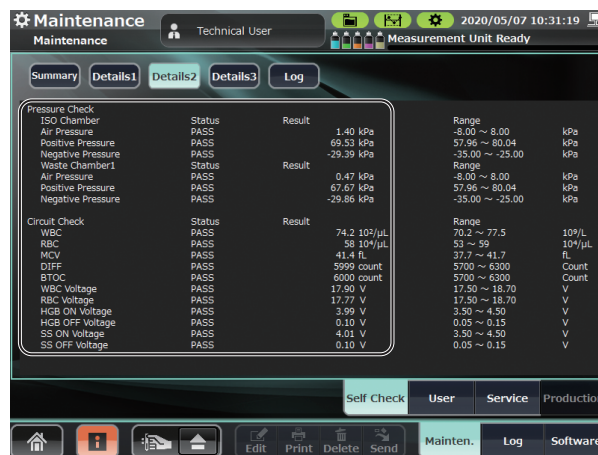 Maintenance
Maintenance
Technical User
2020/05/07 10:31:19
Measurement Unit Ready
Summary Details1 Details2 Details3 Log
Pressure Check
ISO Chamber Status Result Range
Air Pressure PASS 1.40 kPa -8.00 ~ 8.00 kPa
Positive Pressure PASS 69.53 kPa 57.96 ~ 80.04 kPa
Negative Pressure PASS -29.39 kPa -35.00 ~ -25.00 kPa
Waste Chamber1 Status Result Range
Air Pressure PASS 0.47 kPa -8.00 ~ 8.00 kPa
Positive Pressure PASS 67.67 kPa 57.96 ~ 80.04 kPa
Negative Pressure PASS -29.86 kPa -35.00 ~ -25.00 kPa
Circuit Check Status Result Range
WBC PASS 74.2 10²/µL 70.2 ~ 77.5 10⁹/L
RBC PASS 58 10⁴/µL 53 ~ 59 10⁴/µL
MCV PASS 41.4 fL 37.7 ~ 41.7 fL
DIFF PASS 5999 count 5700 ~ 6300 Count
BTOC PASS 6000 count 5700 ~ 6300 Count
WBC Voltage PASS 17.90 V 17.50 ~ 18.70 V
RBC Voltage PASS 17.77 V 17.50 ~ 18.70 V
HGB ON Voltage PASS 3.99 V 3.50 ~ 4.50 V
HGB OFF Voltage PASS 0.10 V 0.05 ~ 0.15 V
SS ON Voltage PASS 4.01 V 3.50 ~ 4.50 V
SS OFF Voltage PASS 0.10 V 0.05 ~ 0.15 V
Self Check User Service Productio
Edit Print Delete Send Mainten. Log Software